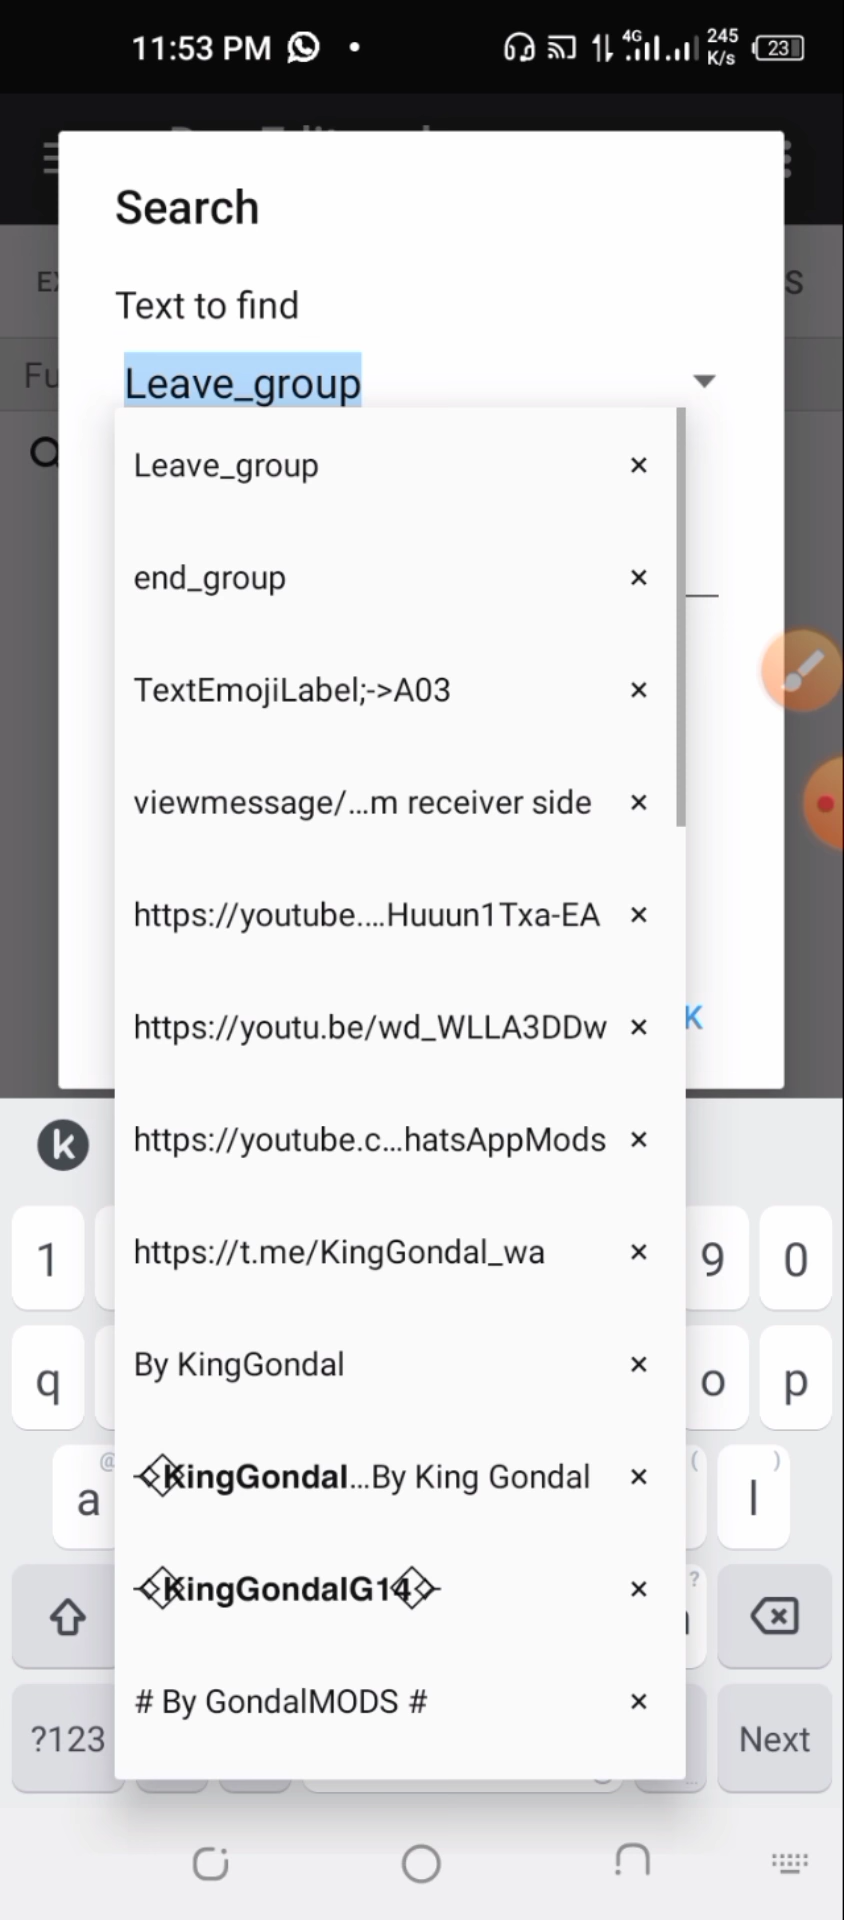 11:53 PM
4G
245
K/s
23
Search
Text to find
Leave_group
Leave_group
end_group
TextEmojiLabel;->A03
viewmessage/...m receiver side
https://youtube....Huuun1Txa-EA
https://youtu.be/wd_WLLA3DDw
https://youtube.c...hatsAppMods
https://t.me/KingGondal_wa
By KingGondal
KingGondal...By King Gondal
KingGondalG14
# By GondalMODS #
k
1 9 0
q o p
@ a ( l )
?
?123 Next